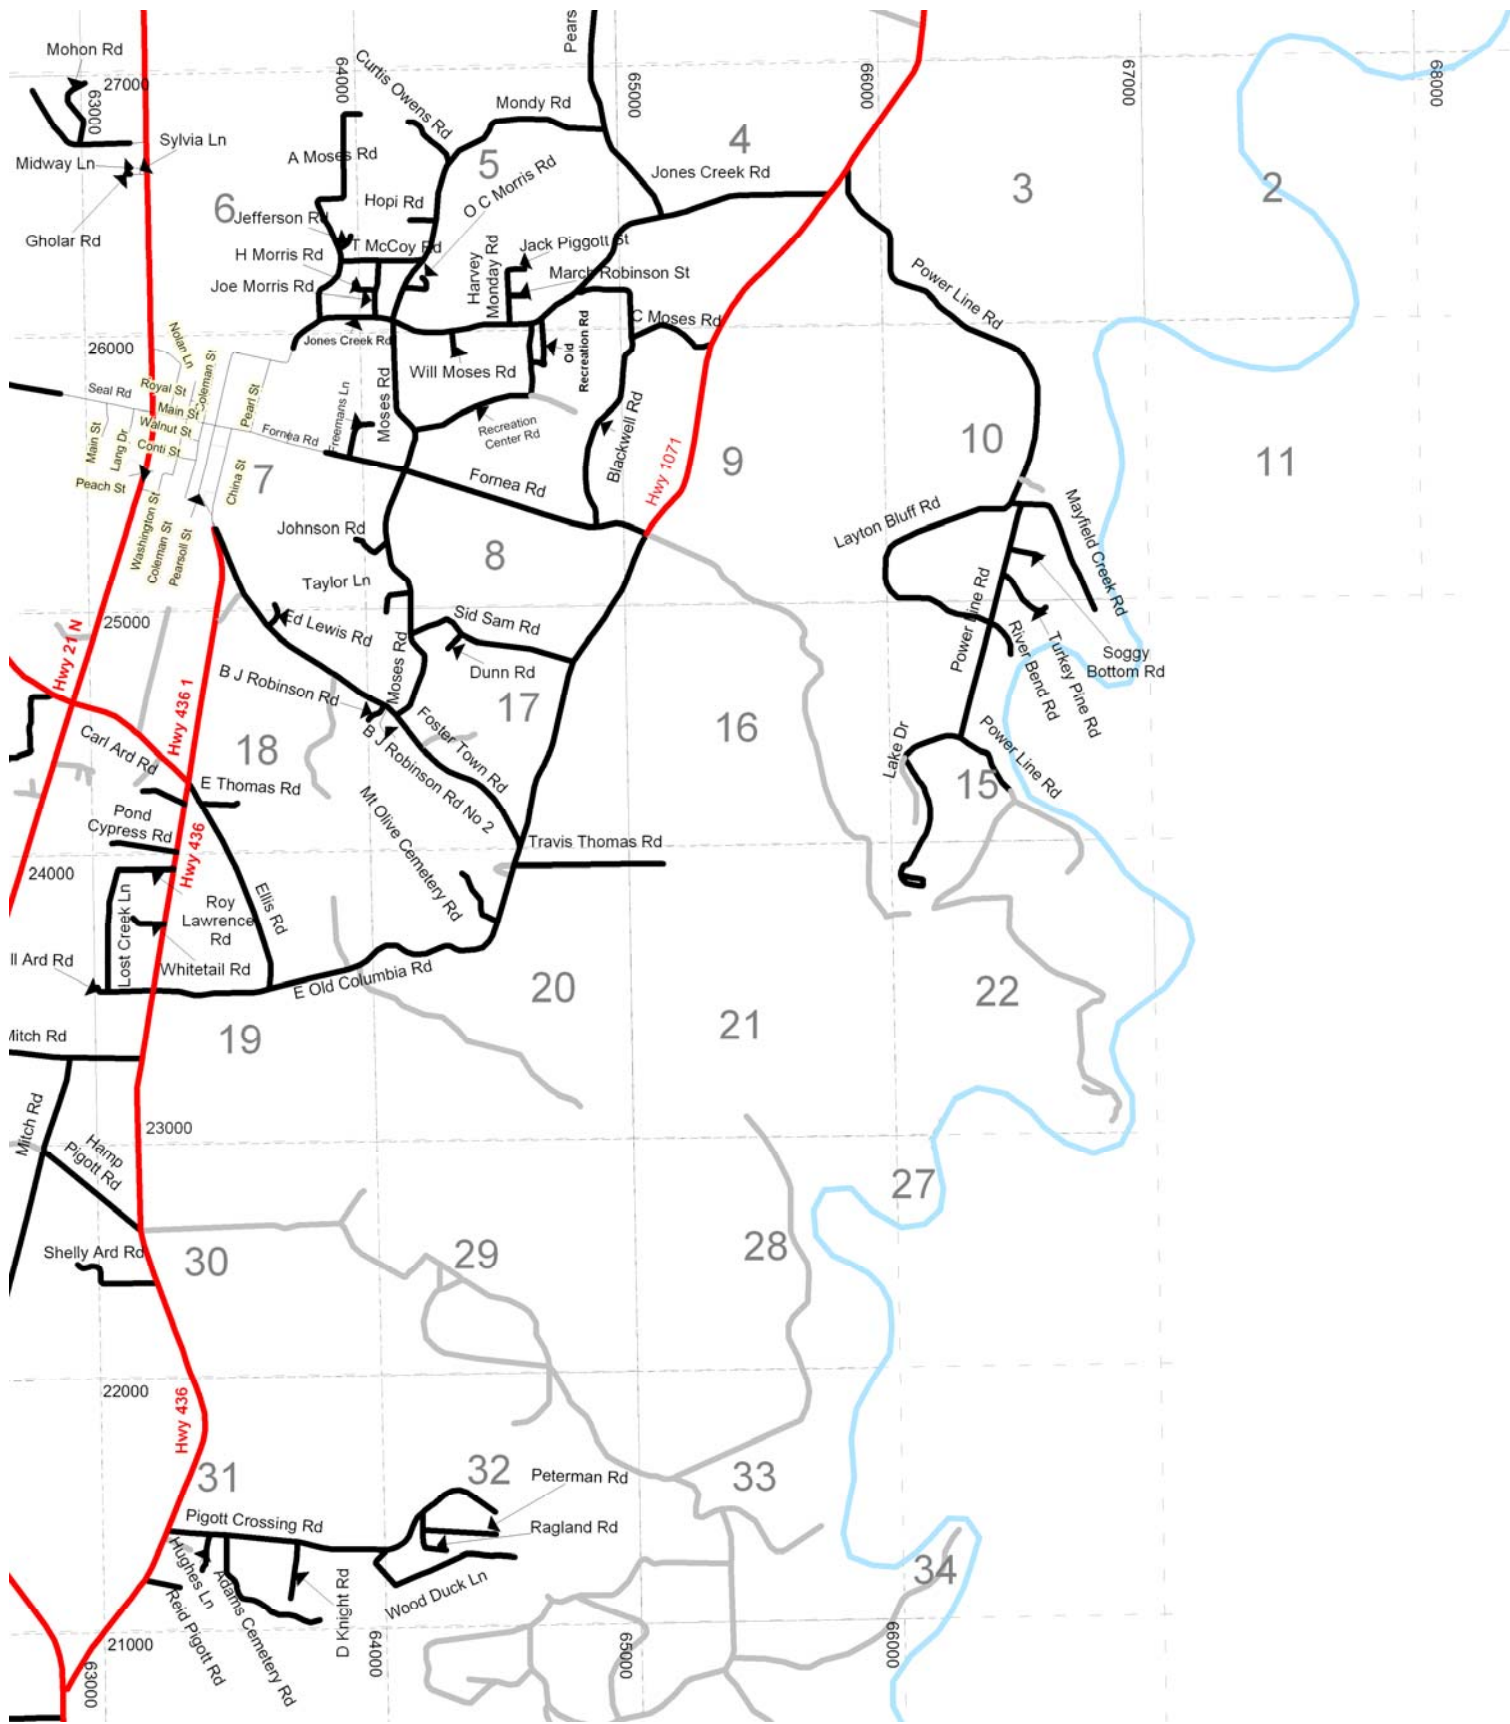 Mohon Rd
27000
63000
Sylvia Ln
Midway Ln
Gholar Rd
64000
Curtis Owens Rd
Pears
65000
66000
67000
68000
Mondy Rd
A Moses Rd
5
4
3
2
6
Hopi Rd
O C Morris Rd
Jones Creek Rd
Jefferson Rd
T McCoy Rd
H Morris Rd
Joe Morris Rd
Harvey
Monday Rd
Jack Piggott St
March Robinson St
Power Line Rd
C Moses Rd
26000
Nolan Ln
Jones Creek Rd
Old
Recreation Rd
Will Moses Rd
Seal Rd
Royal St
Coleman St
Main St
Walnut St
Conti St
Pearl St
Fornea Rd
Freemans Ln
Moses Rd
Recreation
Center Rd
Blackwell Rd
Main St
Lang Dr
Peach St
China St
7
Fornea Rd
Hwy 1071
9
10
11
Washington St
Coleman St
Pearsoll St
Johnson Rd
8
Layton Bluff Rd
Mayfield Creek Rd
Taylor Ln
25000
Ed Lewis Rd
Sid Sam Rd
Dunn Rd
Power Line Rd
River Bend Rd
Turkey Pine Rd
Soggy
Bottom Rd
Hwy 21 N
B J Robinson Rd
Moses Rd
17
16
Hwy 436 1
Carl Ard Rd
18
Foster Town Rd
B J Robinson Rd No 2
Lake Dr
Power Line Rd
15
E Thomas Rd
Pond
Cypress Rd
Mt Olive Cemetery Rd
Travis Thomas Rd
24000
Hwy 436
Lost Creek Ln
Roy
Lawrence
Rd
Ellis Rd
ll Ard Rd
Whitetail Rd
E Old Columbia Rd
20
22
21
19
Mitch Rd
Mitch Rd
23000
Hamp
Pigott Rd
27
Shelly Ard Rd
30
29
28
22000
Hwy 436
31
32
33
Peterman Rd
Pigott Crossing Rd
Ragland Rd
Hughes Ln
Reid Pigott Rd
Adams Cemetery Rd
D Knight Rd
Wood Duck Ln
34
21000
63000
64000
65000
66000